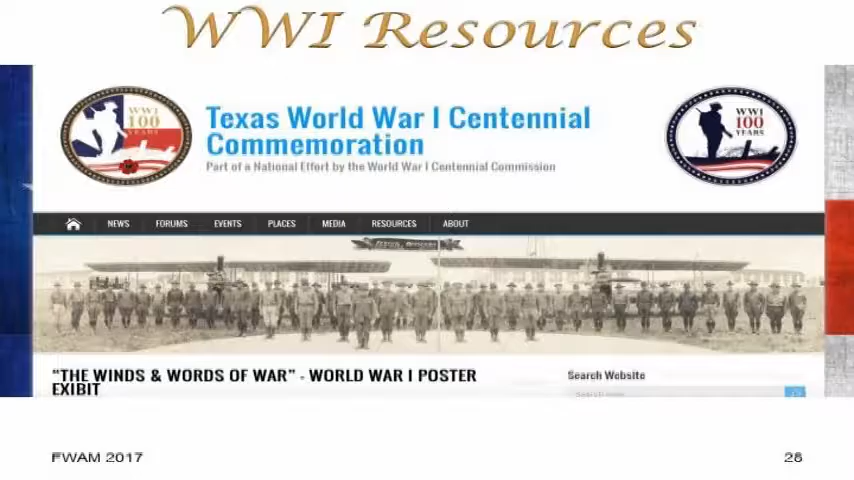 WWI Resources
WWI
100
YEARS
Texas World War I Centennial
Commemoration
Part of a National Effort by the World War I Centennial Commission
WWI
100
YEARS
NEWS FORUMS EVENTS PLACES MEDIA RESOURCES ABOUT
"THE WINDS & WORDS OF WAR" - WORLD WAR I POSTER
EXIBIT
Search Website
FWAM 2017
28